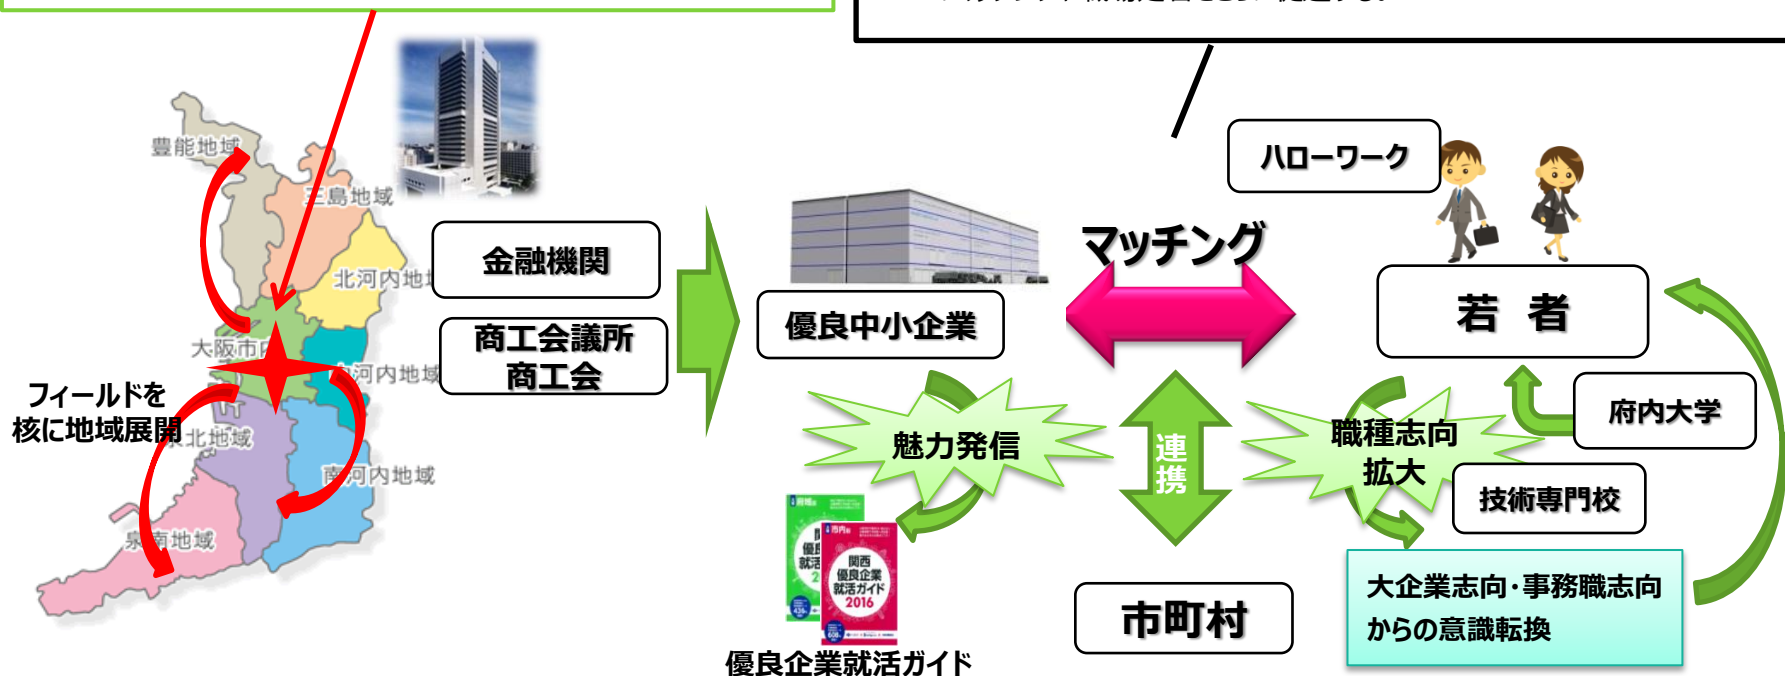 豊能地域
三島地域
北河内地
大阪市内
河内地域
北地域
南河内地域
泉南地域
フィールドを
核に地域展開
金融機関
商工会議所
商工会
優良中小企業
マッチング
ハローワーク
若 者
魅力発信
連携
職種志向
拡大
府内大学
技術専門校
関西
優良企業
就活ガイド
2016
市町村
大企業志向・事務職志向
からの意識転換
優良企業就活ガイド